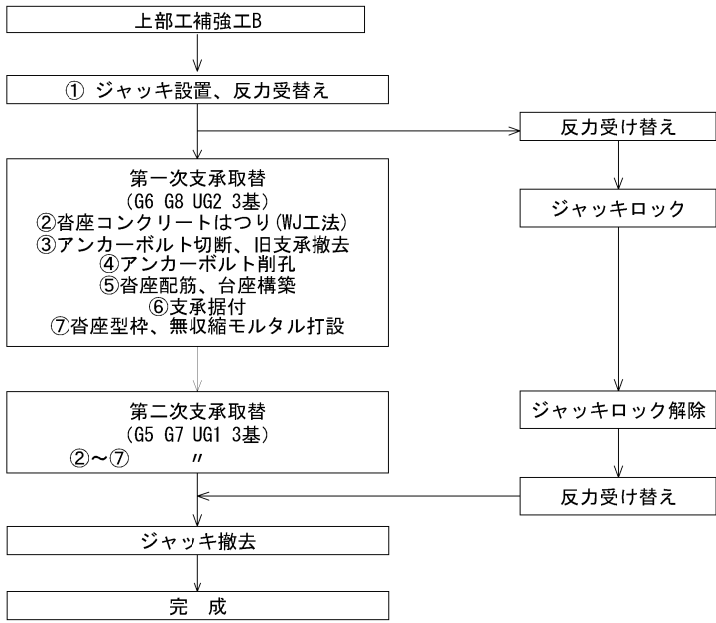 上部工補強工B
① ジャッキ設置、反力受替え
反力受け替え
第一次支承取替
(G6 G8 UG2 3基)
②沓座コンクリートはつり(WJ工法)
③アンカーボルト切断、旧支承撤去
④アンカーボルト削孔
⑤沓座配筋、台座構築
⑥支承据付
⑦沓座型枠、無収縮モルタル打設
ジャッキロック
第二次支承取替
(G5 G7 UG1 3基)
②～⑦ 〃
ジャッキロック解除
反力受け替え
ジャッキ撤去
完 成